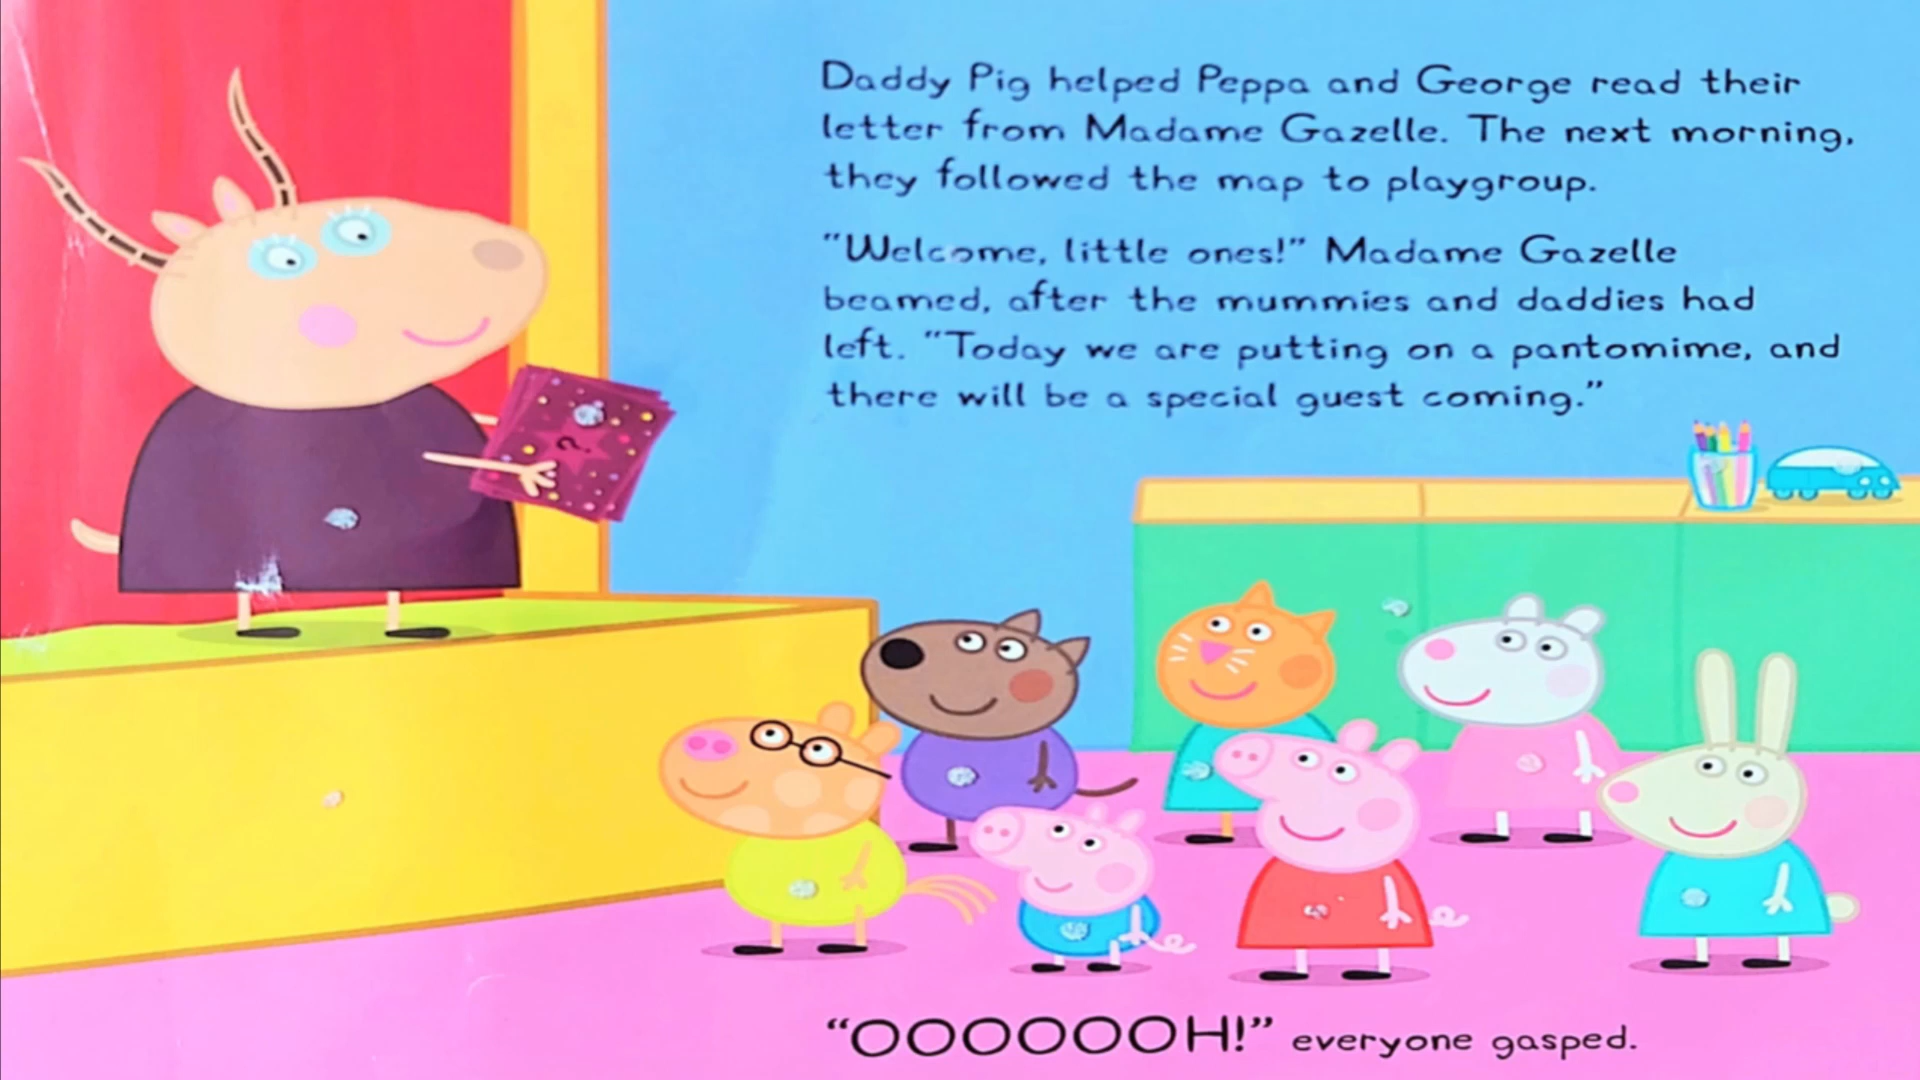 Daddy Pig helped Peppa and George read their
letter from Madame Gazelle. The next morning,
they followed the map to playgroup.
“Welcome, little ones!” Madame Gazelle
beamed, after the mummies and daddies had
left. “Today we are putting on a pantomime, and
there will be a special guest coming.”
?
“OOOOOOOH!” everyone gasped.